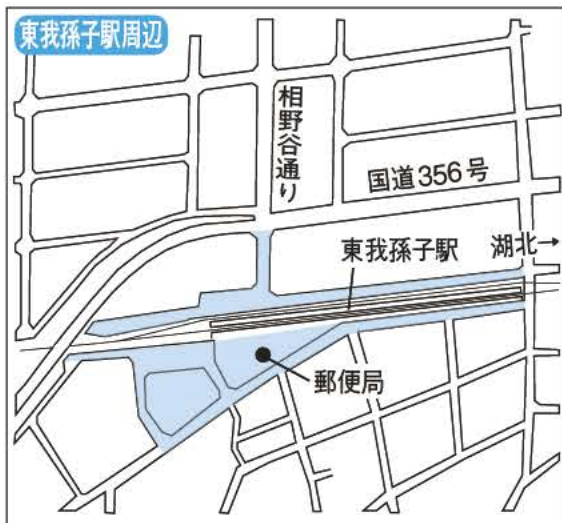 東我孫子駅周辺
相野谷通り
国道356号
東我孫子駅
湖北→
郵便局